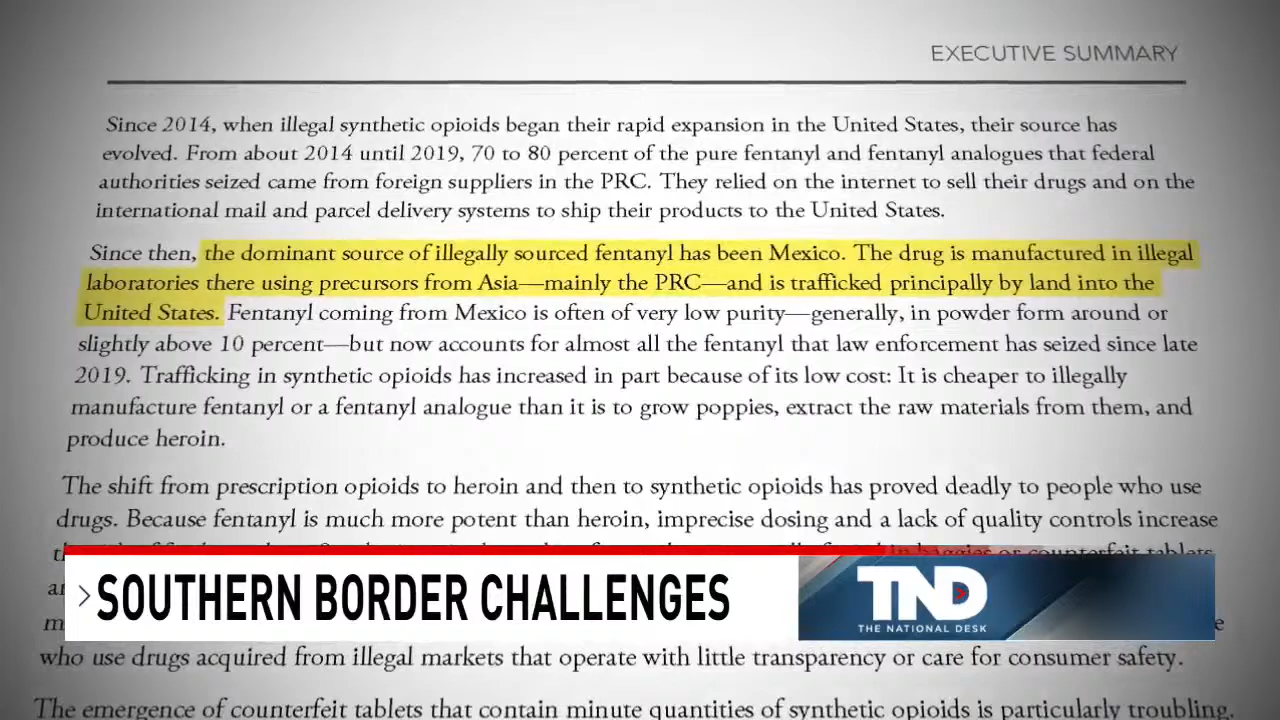 EXECUTIVE SUMMARY
Since 2014, when illegal synthetic opioids began their rapid expansion in the United States, their source has
evolved. From about 2014 until 2019, 70 to 80 percent of the pure fentanyl and fentanyl analogues that federal
authorities seized came from foreign suppliers in the PRC. They relied on the internet to sell their drugs and on the
international mail and parcel delivery systems to ship their products to the United States.
Since then, the dominant source of illegally sourced fentanyl has been Mexico. The drug is manufactured in illegal
laboratories there using precursors from Asia—mainly the PRC—and is trafficked principally by land into the
United States. Fentanyl coming from Mexico is often of very low purity—generally, in powder form around or
slightly above 10 percent—but now accounts for almost all the fentanyl that law enforcement has seized since late
2019. Trafficking in synthetic opioids has increased in part because of its low cost: It is cheaper to illegally
manufacture fentanyl or a fentanyl analogue than it is to grow poppies, extract the raw materials from them, and
produce heroin.
The shift from prescription opioids to heroin and then to synthetic opioids has proved deadly to people who use
drugs. Because fentanyl is much more potent than heroin, imprecise dosing and a lack of quality controls increase
in baggies or counterfeit tablets
> SOUTHERN BORDER CHALLENGES
TND
THE NATIONAL DESK
who use drugs acquired from illegal markets that operate with little transparency or care for consumer safety.
The emergence of counterfeit tablets that contain minute quantities of synthetic opioids is particularly troubling.